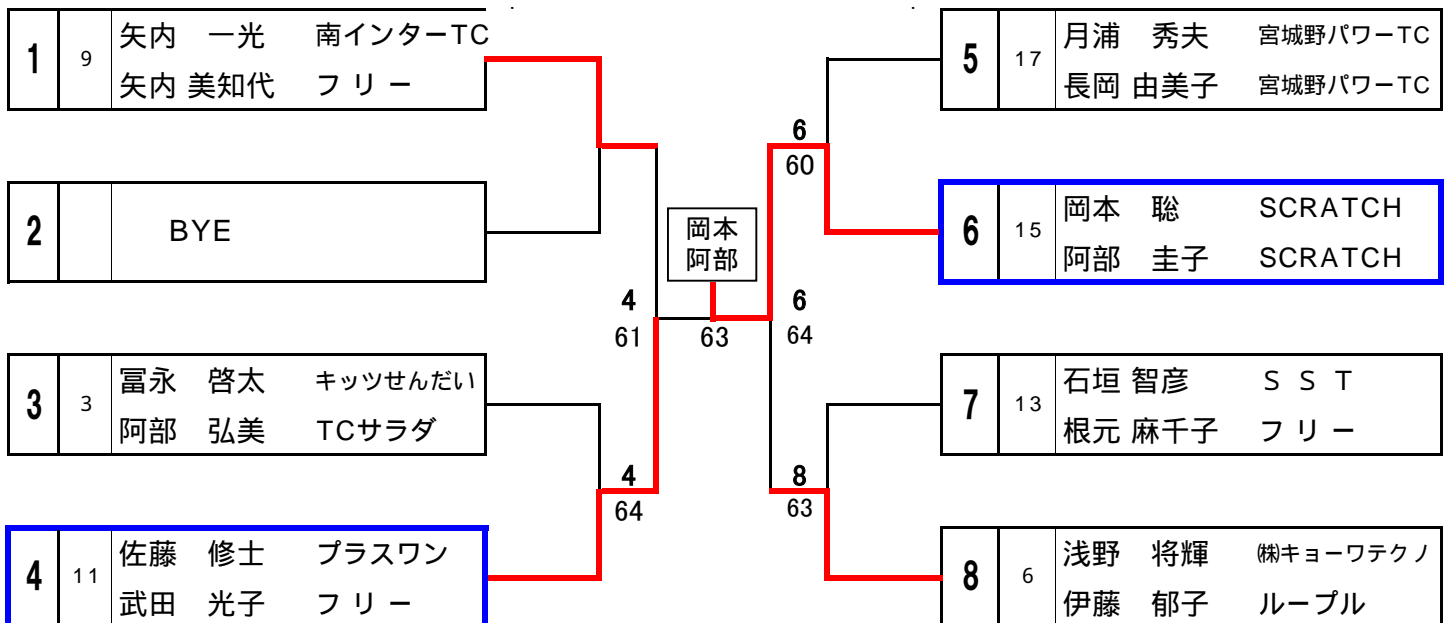 1 9 矢内 一光 南インターTC
矢内 美知代 フリー
2 BYE
3 3 冨永 啓太 キッツせんだい
阿部 弘美 TCサラダ
4 11 佐藤 修士 プラスワン
武田 光子 フリー
4
61
4
64
岡本
阿部
63
6
60
6
64
8
63
5 17 月浦 秀夫 宮城野パワーTC
長岡 由美子 宮城野パワーTC
6 15 岡本 聡 SCRATCH
阿部 圭子 SCRATCH
7 13 石垣 智彦 SST
根元 麻千子 フリー
8 6 浅野 将輝 ㈱キョーワテクノ
伊藤 郁子 ループル